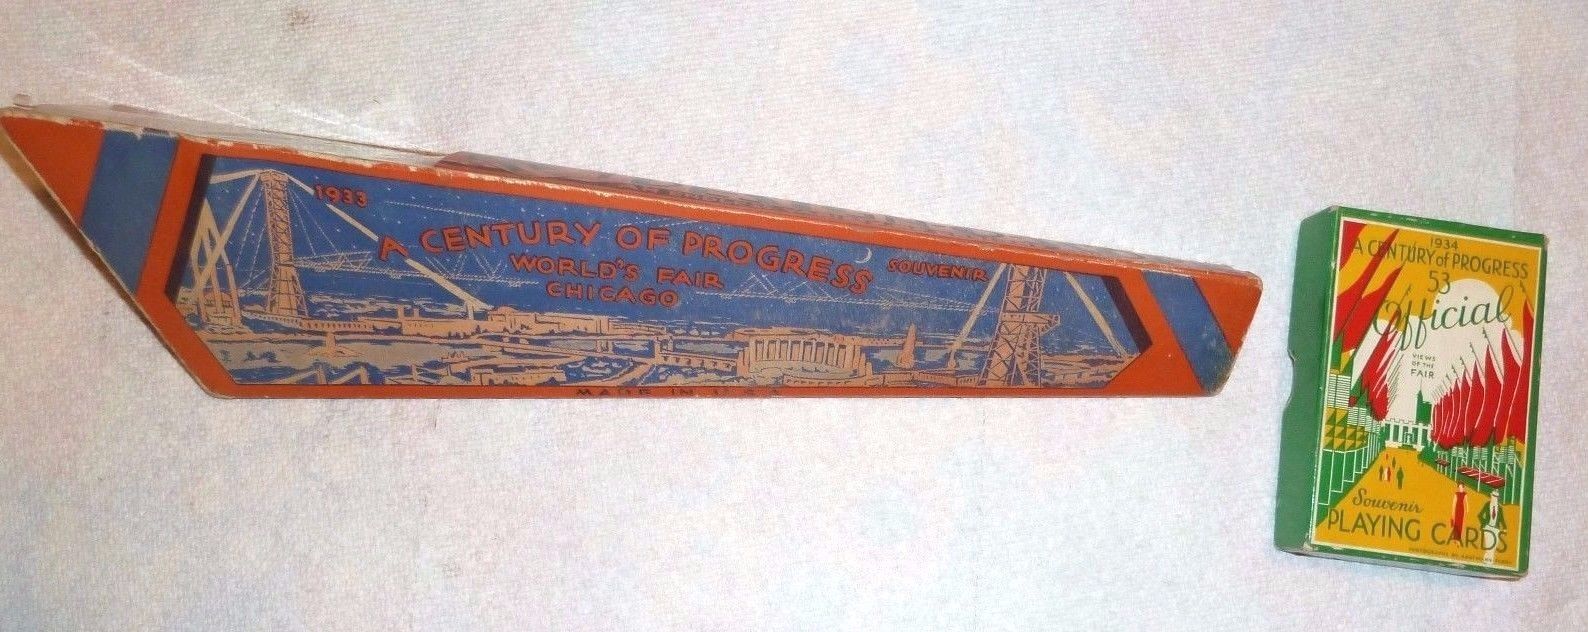 1933
A CENTURY OF PROGRESS
WORLD'S FAIR
CHICAGO
SOUVENIR
MADE IN U.S.A.
1934
A CENTURY of PROGRESS
53
Official
VIEWS
OF THE
FAIR
Souvenir
PLAYING CARDS